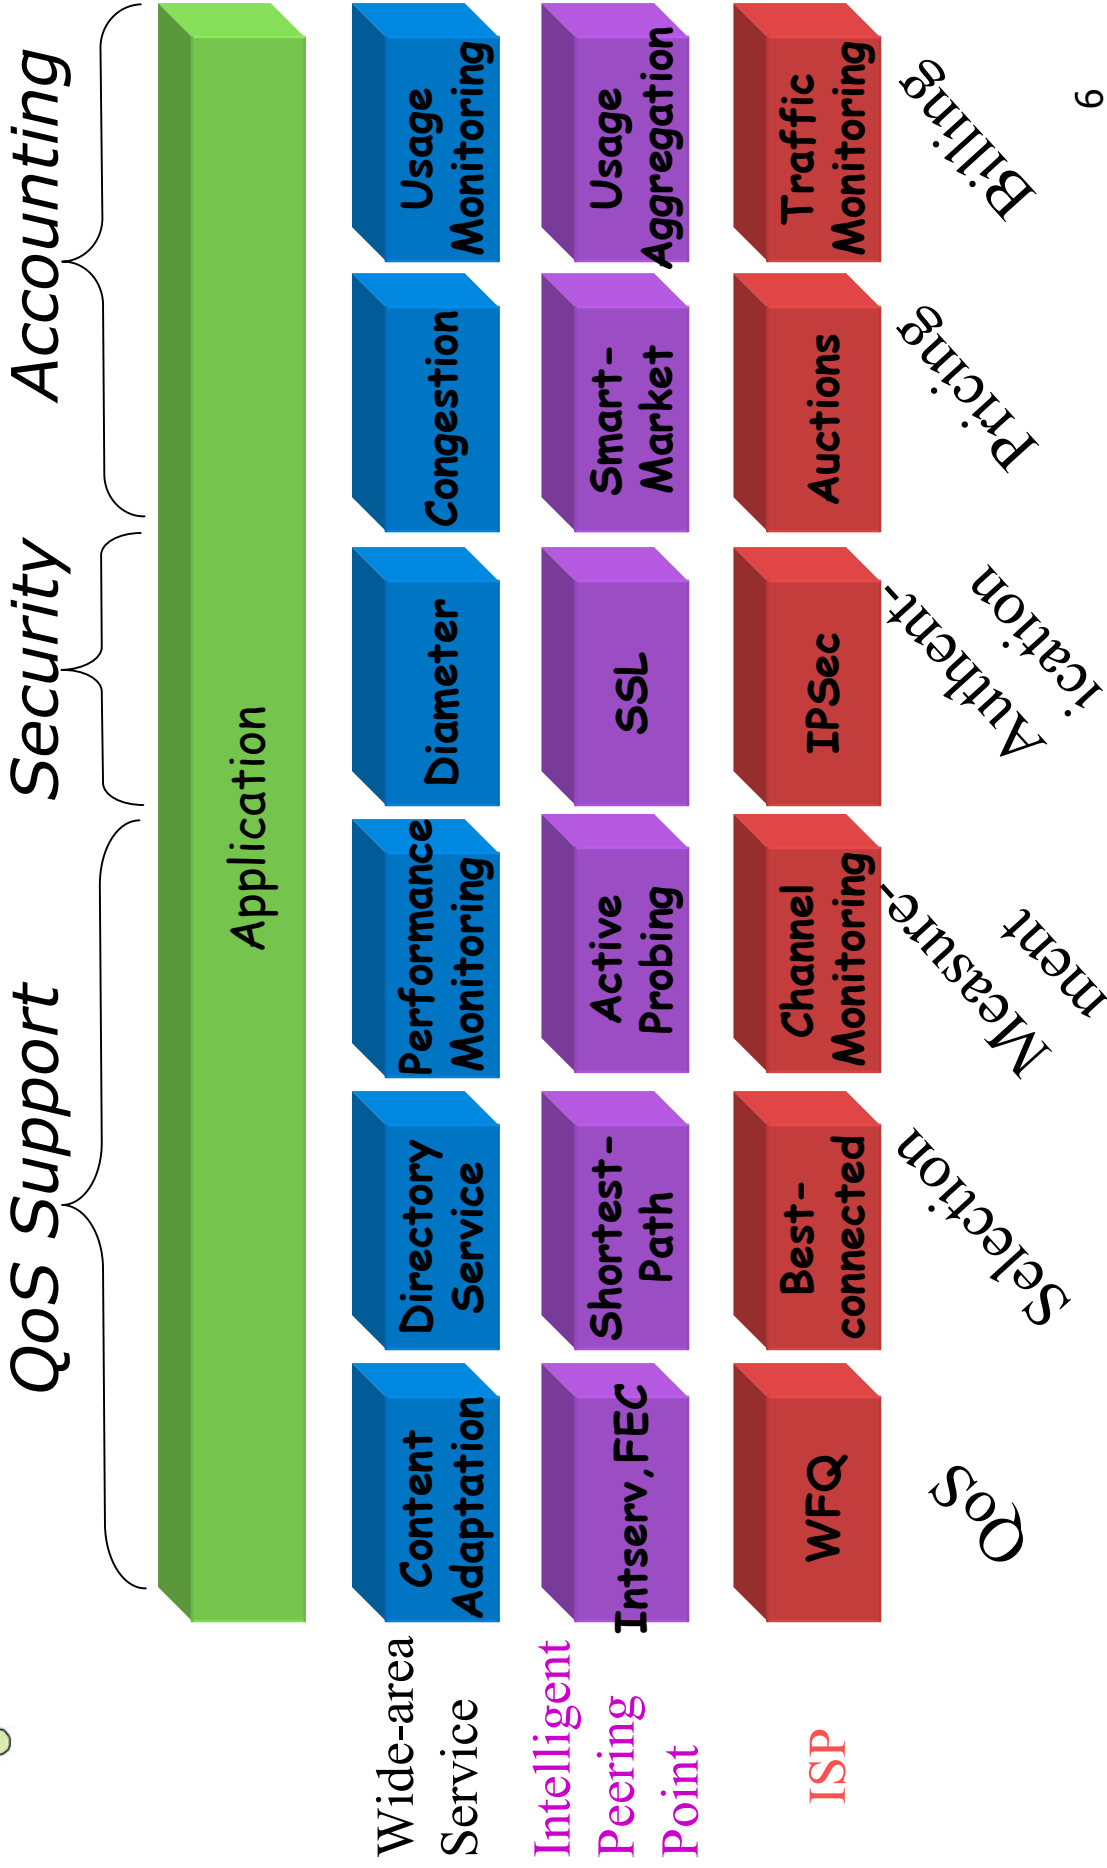 QoS Support
Security
Accounting
Application
Wide-area
Service
Content
Adaptation
Directory
Service
Performance
Monitoring
Diameter
Congestion
Usage
Monitoring
Intelligent
Peering
Point
Intserv,FEC
Shortest-
Path
Active
Probing
SSL
Smart-
Market
Usage
Aggregation
ISP
WFQ
Best-
connected
Channel
Monitoring
IPSec
Auctions
Traffic
Monitoring
QoS
Selection
Measure-
ment
Authent-
ication
Pricing
Billing
9